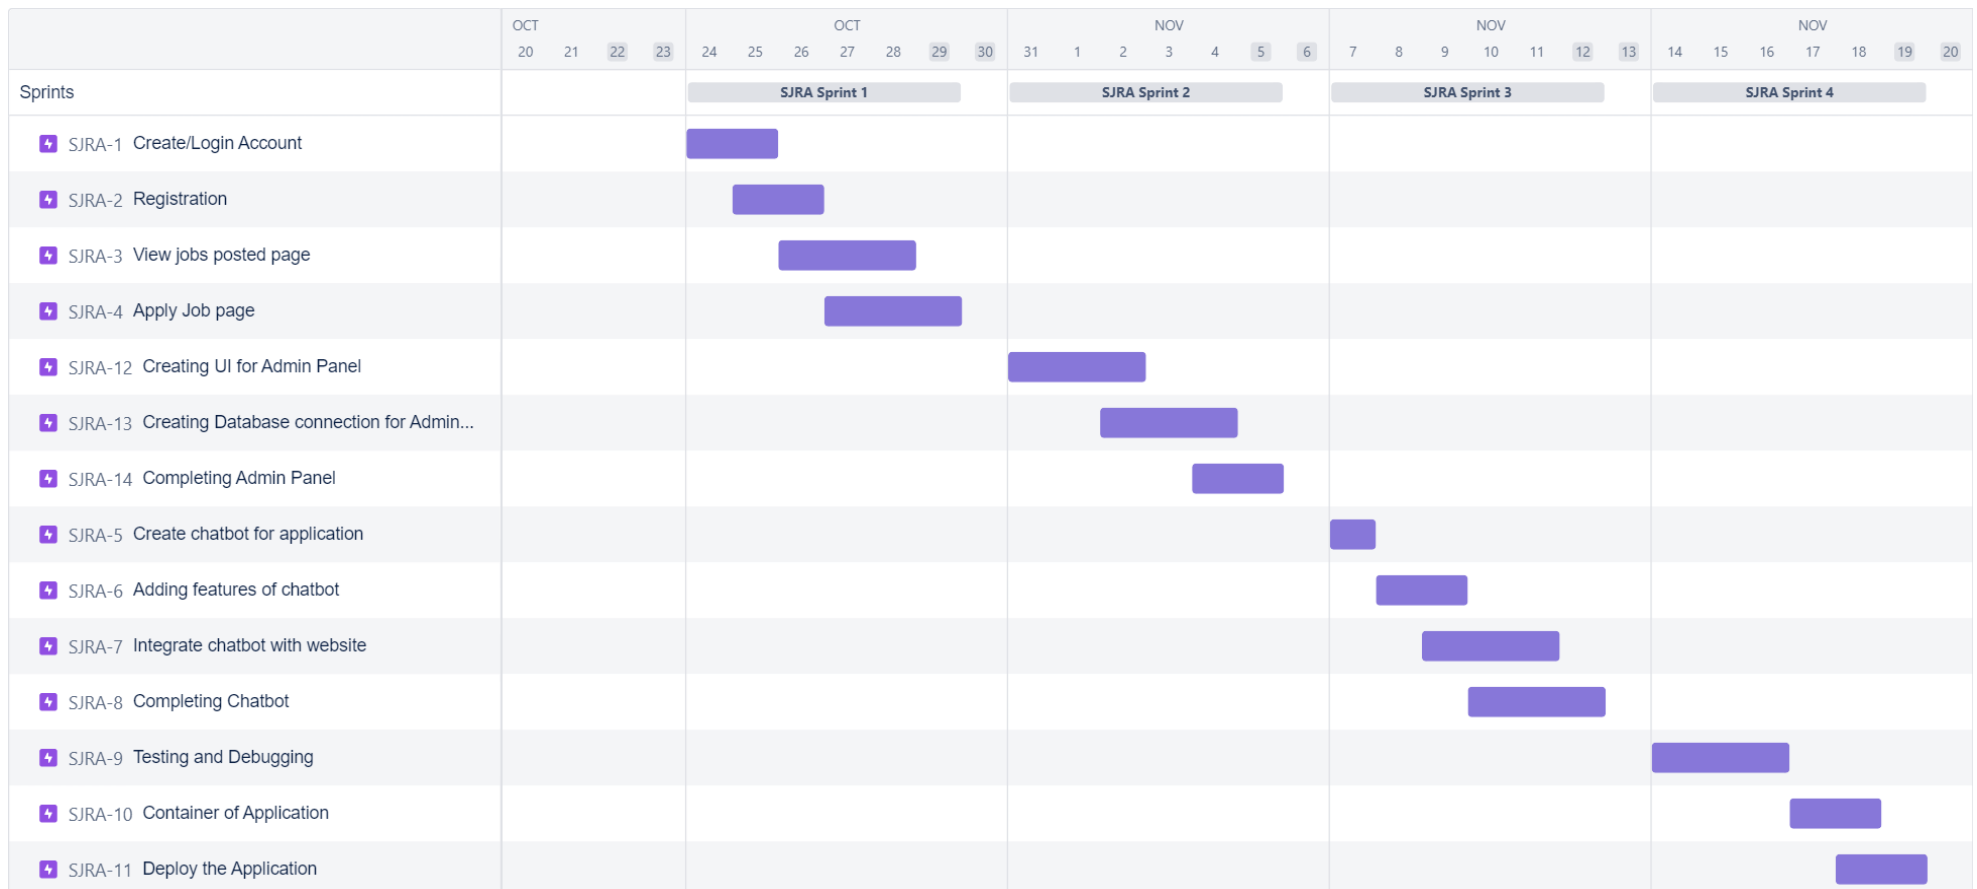 OCT OCT NOV NOV NOV
20 21 22 23 24 25 26 27 28 29 30 31 1 2 3 4 5 6 7 8 9 10 11 12 13 14 15 16 17 18 19 20
Sprints SJRA Sprint 1 SJRA Sprint 2 SJRA Sprint 3 SJRA Sprint 4
SJRA-1 Create/Login Account
SJRA-2 Registration
SJRA-3 View jobs posted page
SJRA-4 Apply Job page
SJRA-12 Creating UI for Admin Panel
SJRA-13 Creating Database connection for Admin...
SJRA-14 Completing Admin Panel
SJRA-5 Create chatbot for application
SJRA-6 Adding features of chatbot
SJRA-7 Integrate chatbot with website
SJRA-8 Completing Chatbot
SJRA-9 Testing and Debugging
SJRA-10 Container of Application
SJRA-11 Deploy the Application